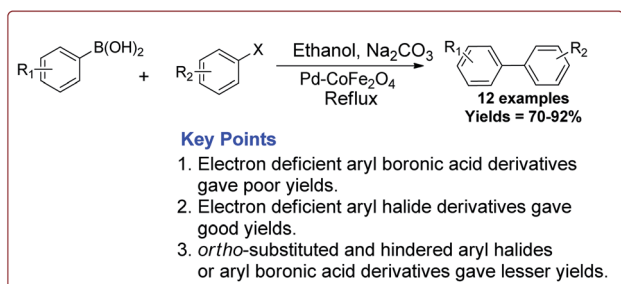 B(OH)₂
R₁
+
R₂
X
Ethanol, Na₂CO₃
Pd-CoFe₂O₄
Reflux
R₁
R₂
12 examples
Yields = 70-92%
Key Points
1. Electron deficient aryl boronic acid derivatives
gave poor yields.
2. Electron deficient aryl halide derivatives gave
good yields.
3. ortho-substituted and hindered aryl halides
or aryl boronic acid derivatives gave lesser yields.